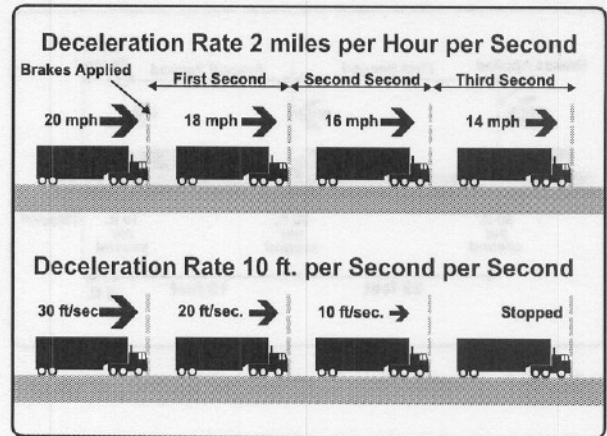 Deceleration Rate 2 miles per Hour per Second
Brakes Applied
First Second Second Second Third Second
20 mph 18 mph 16 mph 14 mph
Deceleration Rate 10 ft. per Second per Second
30 ft/sec. 20 ft/sec. 10 ft/sec. Stopped